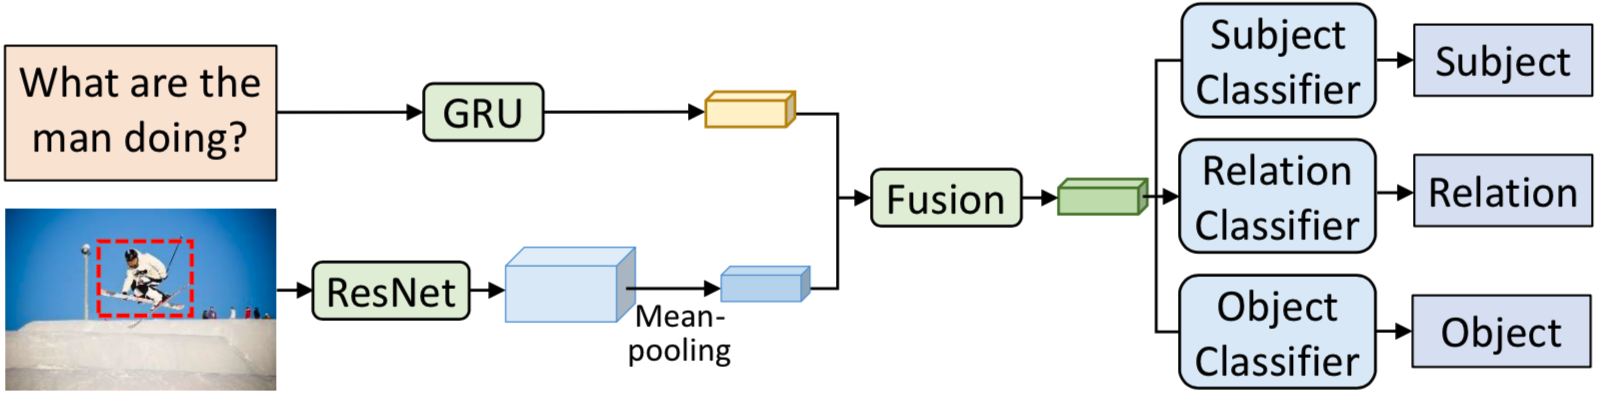 What are the
man doing?
GRU
ResNet
Mean-
pooling
Fusion
Subject
Classifier
Subject
Relation
Classifier
Relation
Object
Classifier
Object